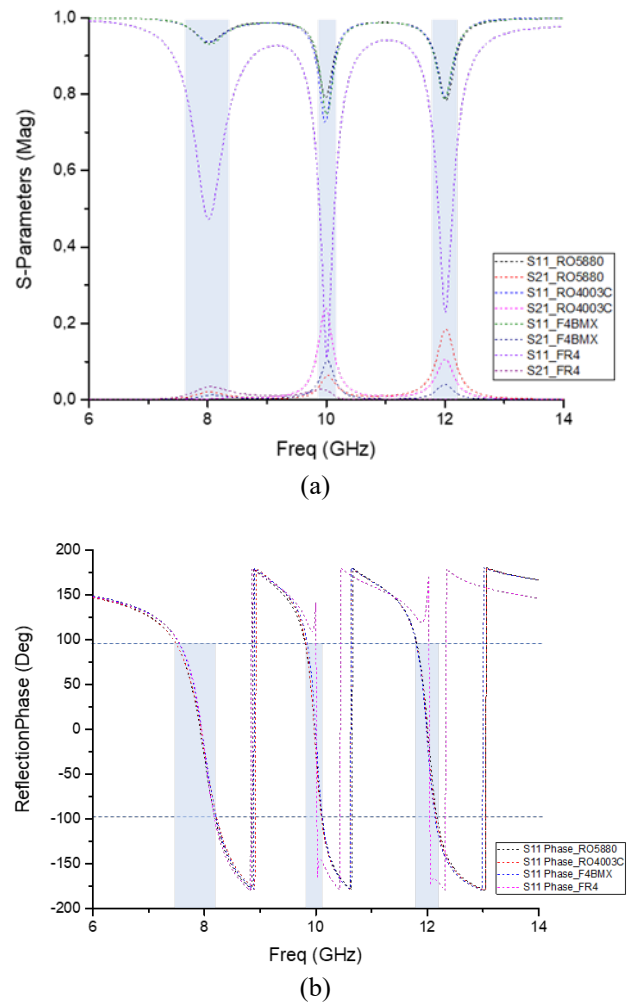 1,0
0,8
0,6
0,4
0,2
0,0
S-Parameters (Mag)
S11_RO5880
S21_RO5880
S11_RO4003C
S21_RO4003C
S11_F4BMX
S21_F4BMX
S11_FR4
S21_FR4
6 8 10 12 14
Freq (GHz)
(a)
200
150
100
50
0
-50
-100
-150
-200
ReflectionPhase (Deg)
S11 Phase_RO5880
S11 Phase_RO4003C
S11 Phase_F4BMX
S11 Phase_FR4
6 8 10 12 14
Freq (GHz)
(b)